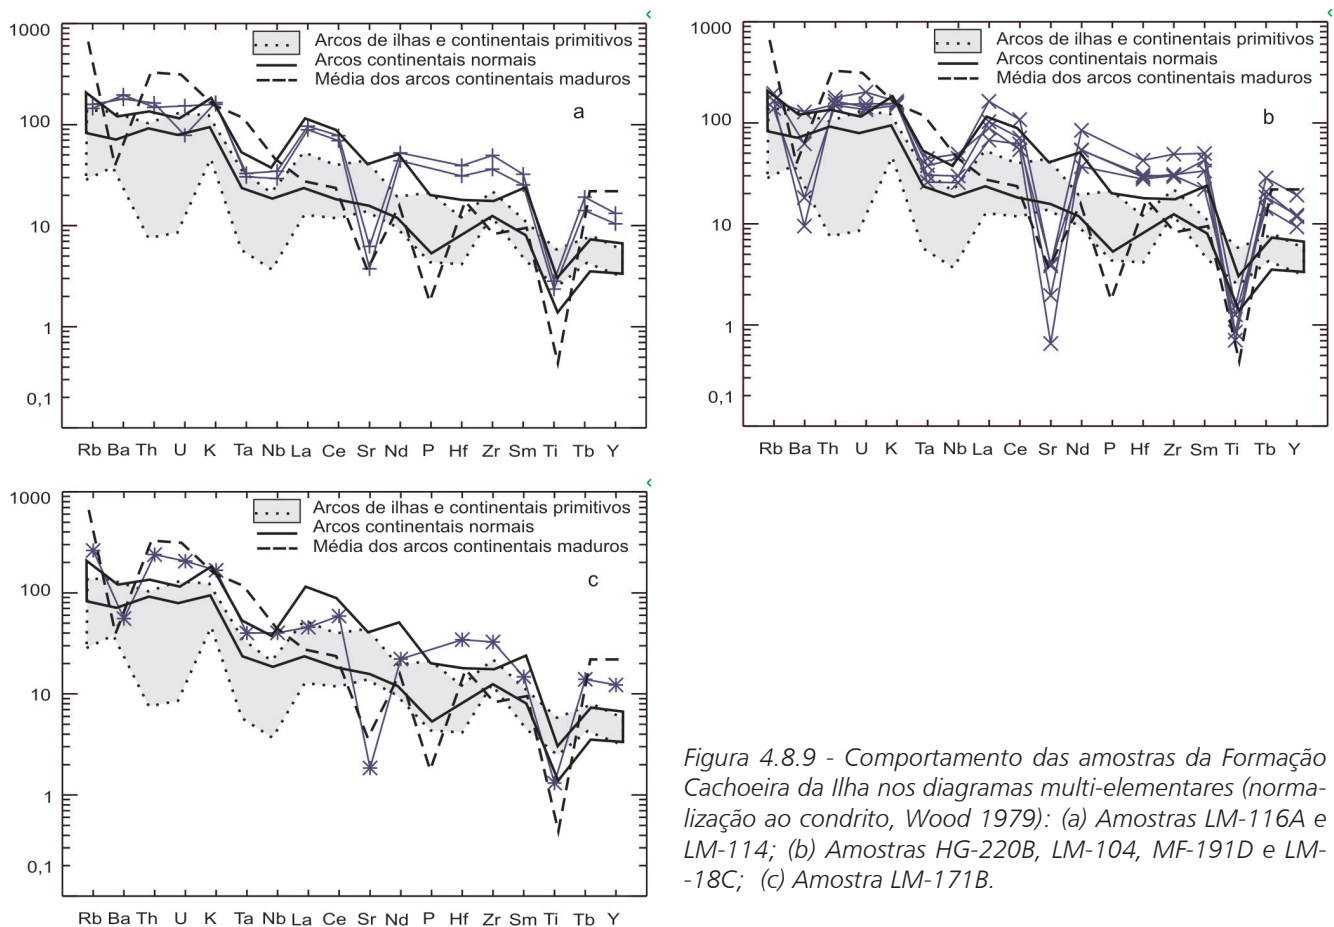 1000
100
10
1
0,1
Arcos de ilhas e continentais primitivos
Arcos continentais normais
Média dos arcos continentais maduros
a
Rb Ba Th U K Ta Nb La Ce Sr Nd P Hf Zr Sm Ti Tb Y
1000
100
10
1
0,1
Arcos de ilhas e continentais primitivos
Arcos continentais normais
Média dos arcos continentais maduros
b
Rb Ba Th U K Ta Nb La Ce Sr Nd P Hf Zr Sm Ti Tb Y
1000
100
10
1
0,1
Arcos de ilhas e continentais primitivos
Arcos continentais normais
Média dos arcos continentais maduros
c
Rb Ba Th U K Ta Nb La Ce Sr Nd P Hf Zr Sm Ti Tb Y
Figura 4.8.9 - Comportamento das amostras da Formação
Cachoeira da Ilha nos diagramas multi-elementares (norma-
lização ao condrito, Wood 1979): (a) Amostras LM-116A e
LM-114; (b) Amostras HG-220B, LM-104, MF-191D e LM-
-18C; (c) Amostra LM-171B.